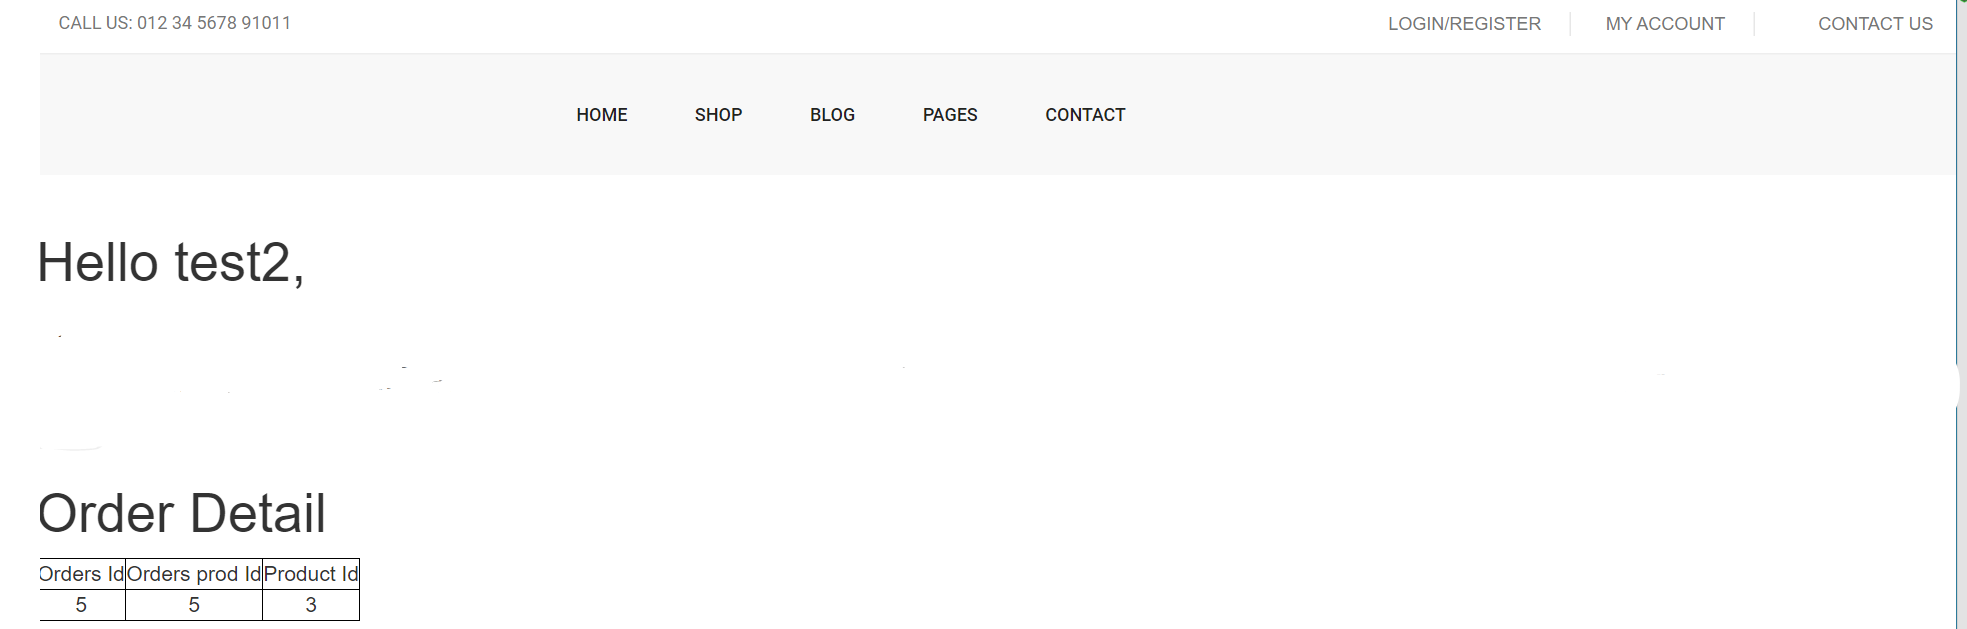 CALL US: 012 34 5678 91011 LOGIN/REGISTER MY ACCOUNT CONTACT US
HOME SHOP BLOG PAGES CONTACT
Hello test2,
Order Detail
Orders Id Orders prod Id Product Id
5 5 3